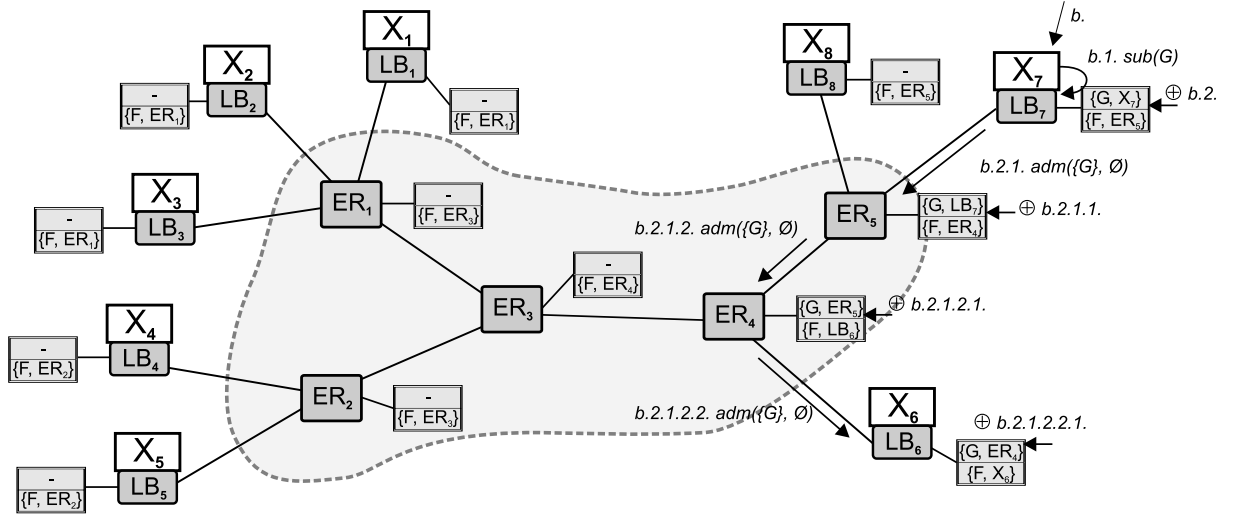 X₁
LB₁
-
{F, ER₁}
X₂
LB₂
-
{F, ER₁}
X₃
LB₃
-
{F, ER₁}
X₄
LB₄
-
{F, ER₂}
X₅
LB₅
-
{F, ER₂}
ER₁
-
{F, ER₃}
ER₂
-
{F, ER₃}
ER₃
-
{F, ER₄}
X₈
LB₈
-
{F, ER₅}
b.
b.1. sub(G)
X₇
LB₇
{G, X₇}
{F, ER₅}
⊕ b.2.
b.2.1. adm({G}, Ø)
ER₅
{G, LB₇}
{F, ER₄}
⊕ b.2.1.1.
b.2.1.2. adm({G}, Ø)
ER₄
{G, ER₅}
{F, LB₆}
⊕ b.2.1.2.1.
b.2.1.2.2. adm({G}, Ø)
X₆
LB₆
{G, ER₄}
{F, X₆}
⊕ b.2.1.2.2.1.